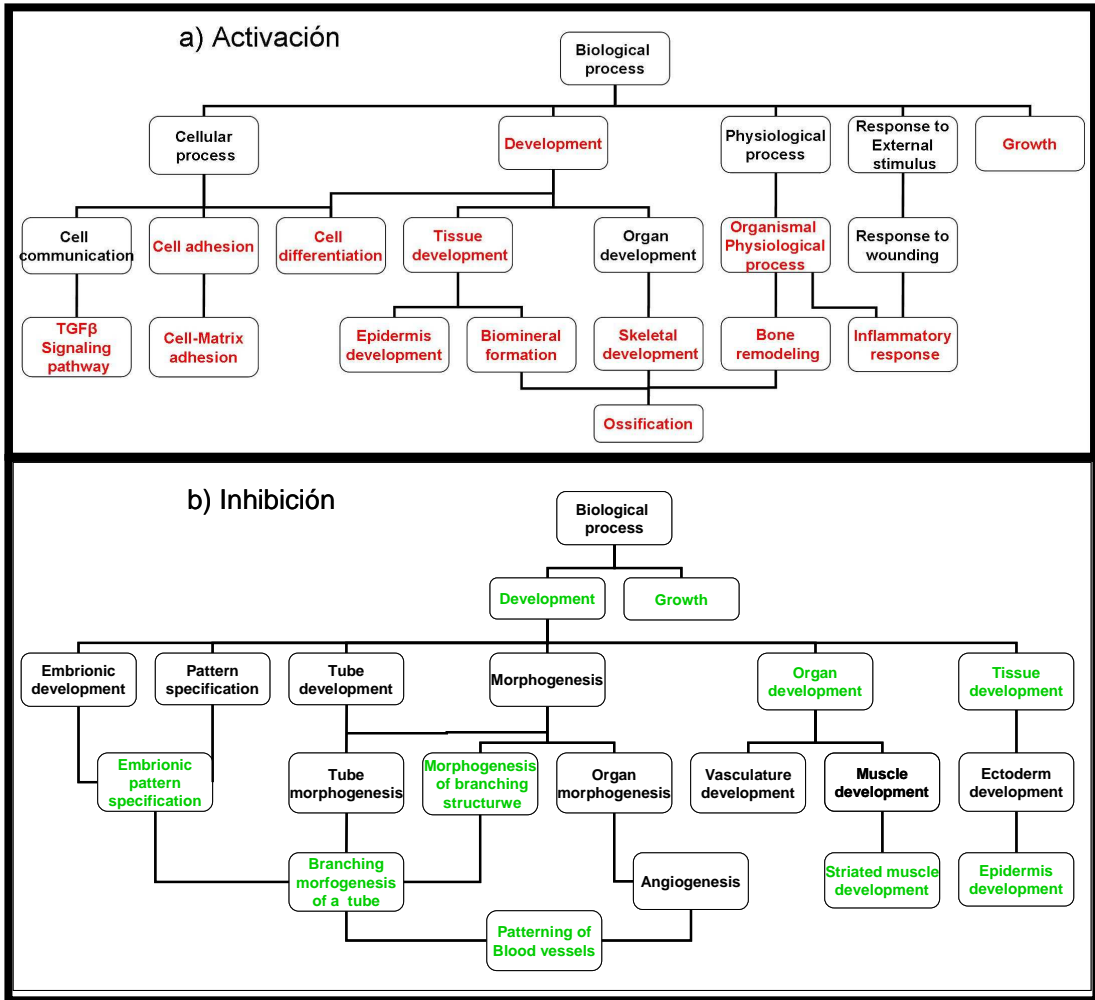 a) Activación
Biological
process
Cellular
process
Development
Physiological
process
Response to
External
stimulus
Growth
Cell
communication
Cell adhesion
Cell
differentiation
Tissue
development
Organ
development
Organismal
Physiological
process
Response to
wounding
TGFβ
Signaling
pathway
Cell-Matrix
adhesion
Epidermis
development
Biomineral
formation
Skeletal
development
Bone
remodeling
Inflammatory
response
Ossification
b) Inhibición
Biological
process
Development
Growth
Embrionic
development
Pattern
specification
Tube
development
Morphogenesis
Organ
development
Tissue
development
Embrionic
pattern
specification
Tube
morphogenesis
Morphogenesis
of branching
structurwe
Organ
morphogenesis
Vasculature
development
Muscle
development
Ectoderm
development
Branching
morfogenesis
of a tube
Angiogenesis
Striated muscle
development
Epidermis
development
Patterning of
Blood vessels